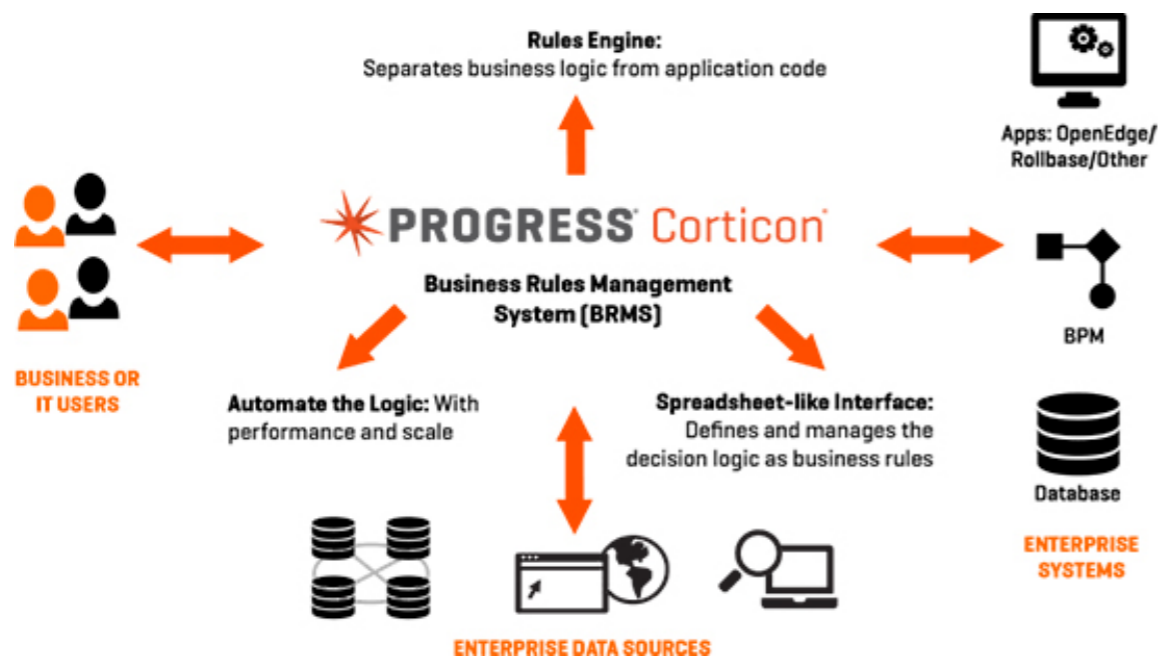 Rules Engine:
Separates business logic from application code
Apps: OpenEdge/
Rollbase/Other
PROGRESS® Corticon®
Business Rules Management
System (BRMS)
BPM
BUSINESS OR
IT USERS
Automate the Logic: With
performance and scale
Spreadsheet-like Interface:
Defines and manages the
decision logic as business rules
Database
ENTERPRISE
SYSTEMS
ENTERPRISE DATA SOURCES